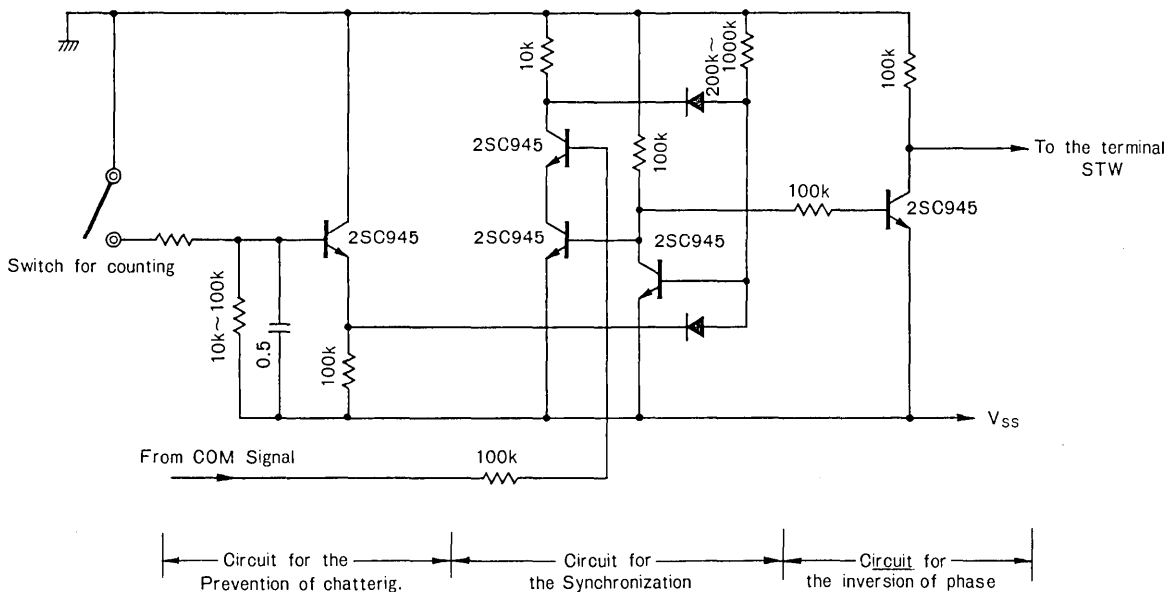 10k
200k~
1000k
100k
2SC945
100k
To the terminal
STW
100k
2SC945
2SC945
2SC945
2SC945
Switch for counting
10k~100k
0.5
100k
VSS
From COM Signal
100k
Circuit for the
Prevention of chatterig.
Circuit for
the Synchronization
Circuit for
the inversion of phase